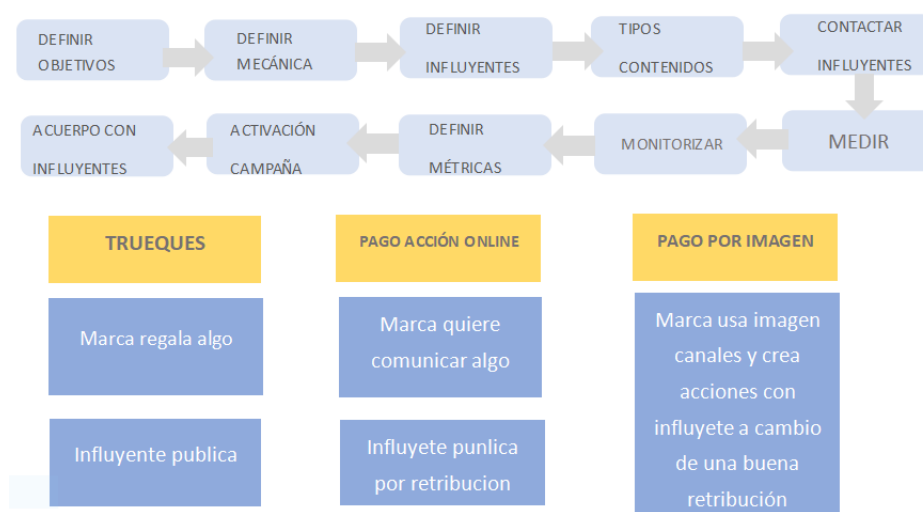 DEFINIR
OBJETIVOS
DEFINIR
MECÁNICA
DEFINIR
INFLUYENTES
TIPOS
CONTENIDOS
CONTACTAR
INFLUYENTES
ACUERPO CON
INFLUYENTES
ACTIVACIÓN
CAMPAÑA
DEFINIR
MÉTRICAS
MONITORIZAR
MEDIR
TRUEQUES
Marca regala algo
Influyente publica
PAGO ACCIÓN ONLINE
Marca quiere
comunicar algo
Influyete punlica
por retribucion
PAGO POR IMAGEN
Marca usa imagen
canales y crea
acciones con
influyete a cambio
de una buena
retribución